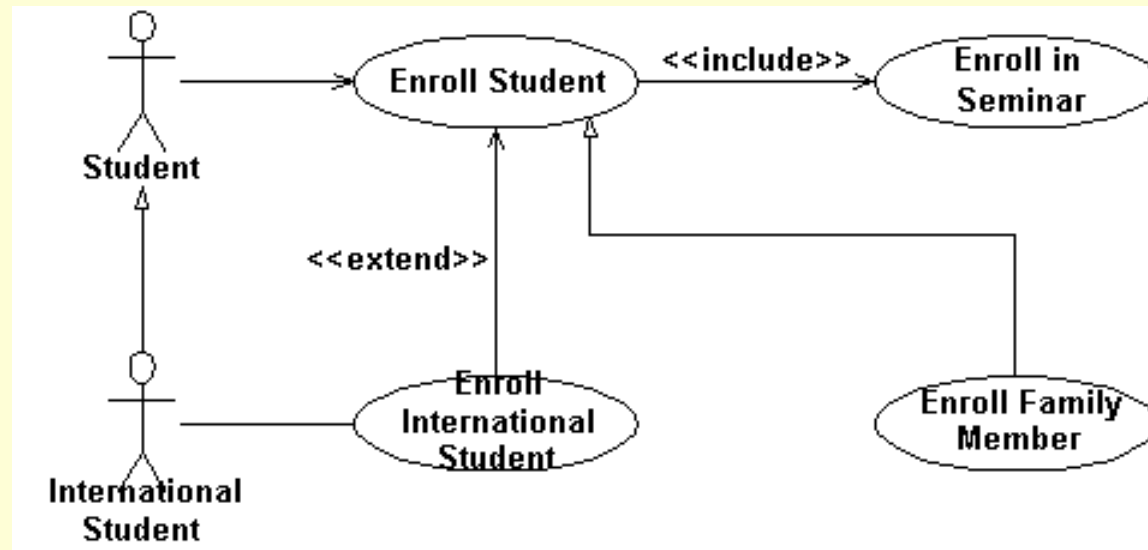 Enroll Student
<<include>>
Enroll in
Seminar
Student
<<extend>>
Enroll
International
Student
Enroll Family
Member
International
Student